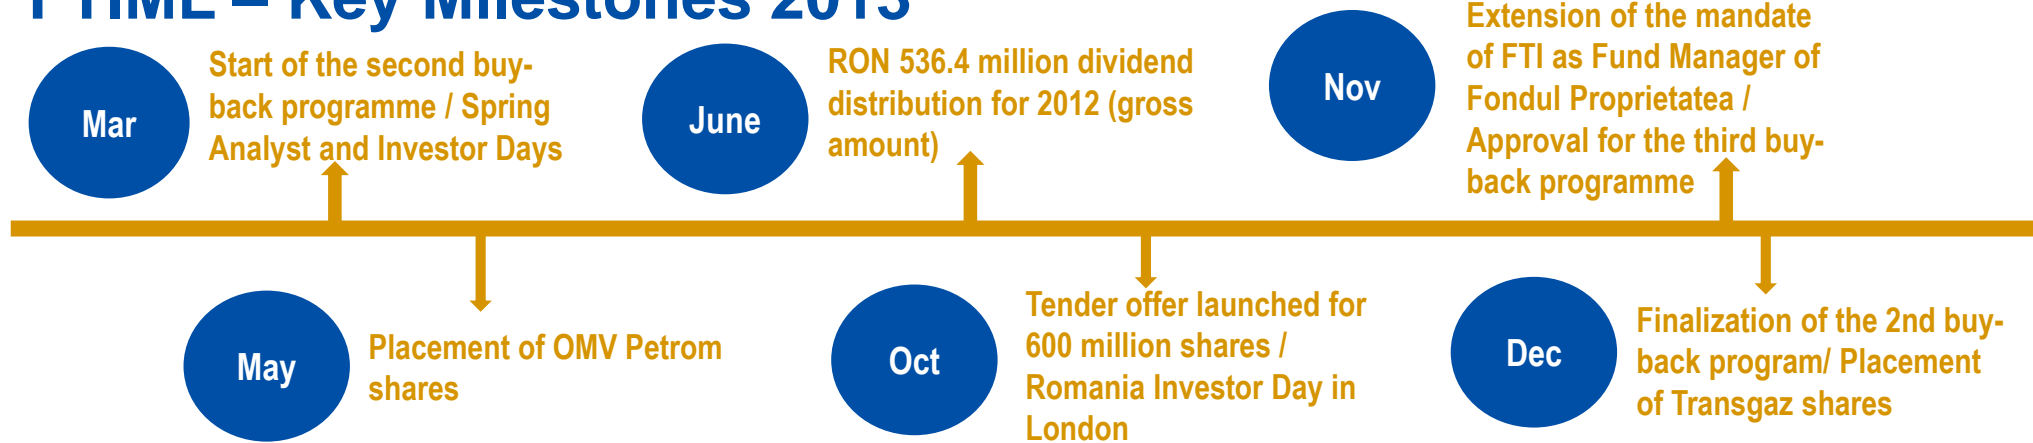 – Key Milestones 2013
Mar
Start of the second buy-
back programme / Spring
Analyst and Investor Days
June
RON 536.4 million dividend
distribution for 2012 (gross
amount)
Nov
Extension of the mandate
of FTI as Fund Manager of
Fondul Proprietatea /
Approval for the third buy-
back programme
May
Placement of OMV Petrom
shares
Oct
Tender offer launched for
600 million shares /
Romania Investor Day in
London
Dec
Finalization of the 2nd buy-
back program/ Placement
of Transgaz shares